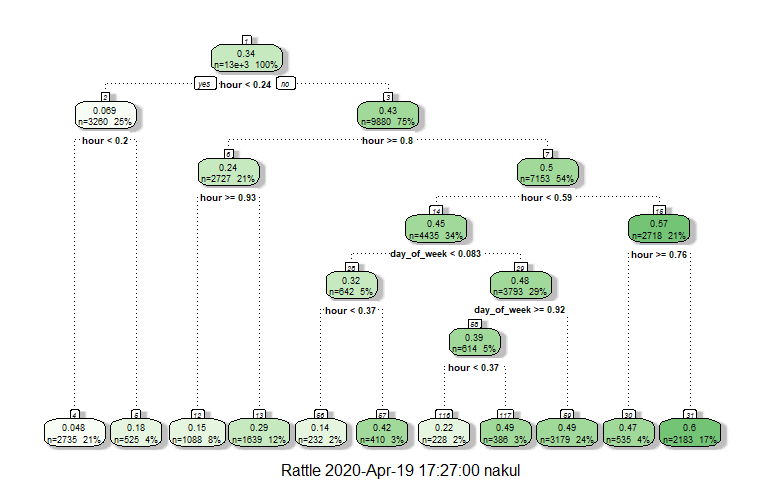 1
0.34
n=13e+3 100%
yes hour < 0.24 no
2
0.069
n=3260 25%
3
0.43
n=9880 75%
hour < 0.2
hour >= 0.8
6
0.24
n=2727 21%
7
0.5
n=7153 54%
hour >= 0.93
hour < 0.59
14
0.45
n=4435 34%
15
0.57
n=2718 21%
day_of_week < 0.083
hour >= 0.76
28
0.32
n=642 5%
29
0.48
n=3793 29%
hour < 0.37
day_of_week >= 0.92
58
0.39
n=614 5%
hour < 0.37
4
0.048
n=2735 21%
5
0.18
n=525 4%
12
0.15
n=1088 8%
13
0.29
n=1639 12%
56
0.14
n=232 2%
57
0.42
n=410 3%
116
0.22
n=228 2%
117
0.49
n=386 3%
59
0.49
n=3179 24%
30
0.47
n=535 4%
31
0.6
n=2183 17%
Rattle 2020-Apr-19 17:27:00 nakul